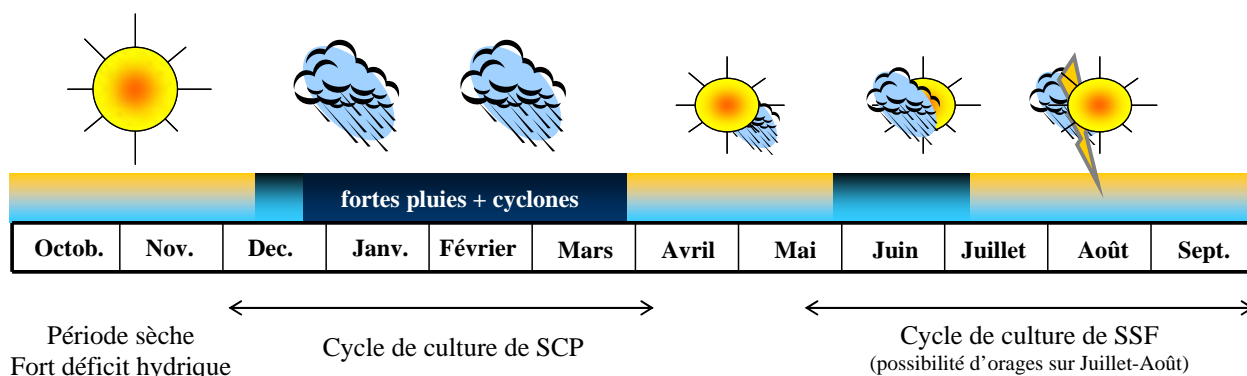 fortes pluies + cyclones
Octob. Nov. Dec. Janv. Février Mars Avril Mai Juin Juillet Août Sept.
Période sèche
Fort déficit hydrique
Cycle de culture de SCP
Cycle de culture de SSF
(possibilité d'orages sur Juillet-Août)